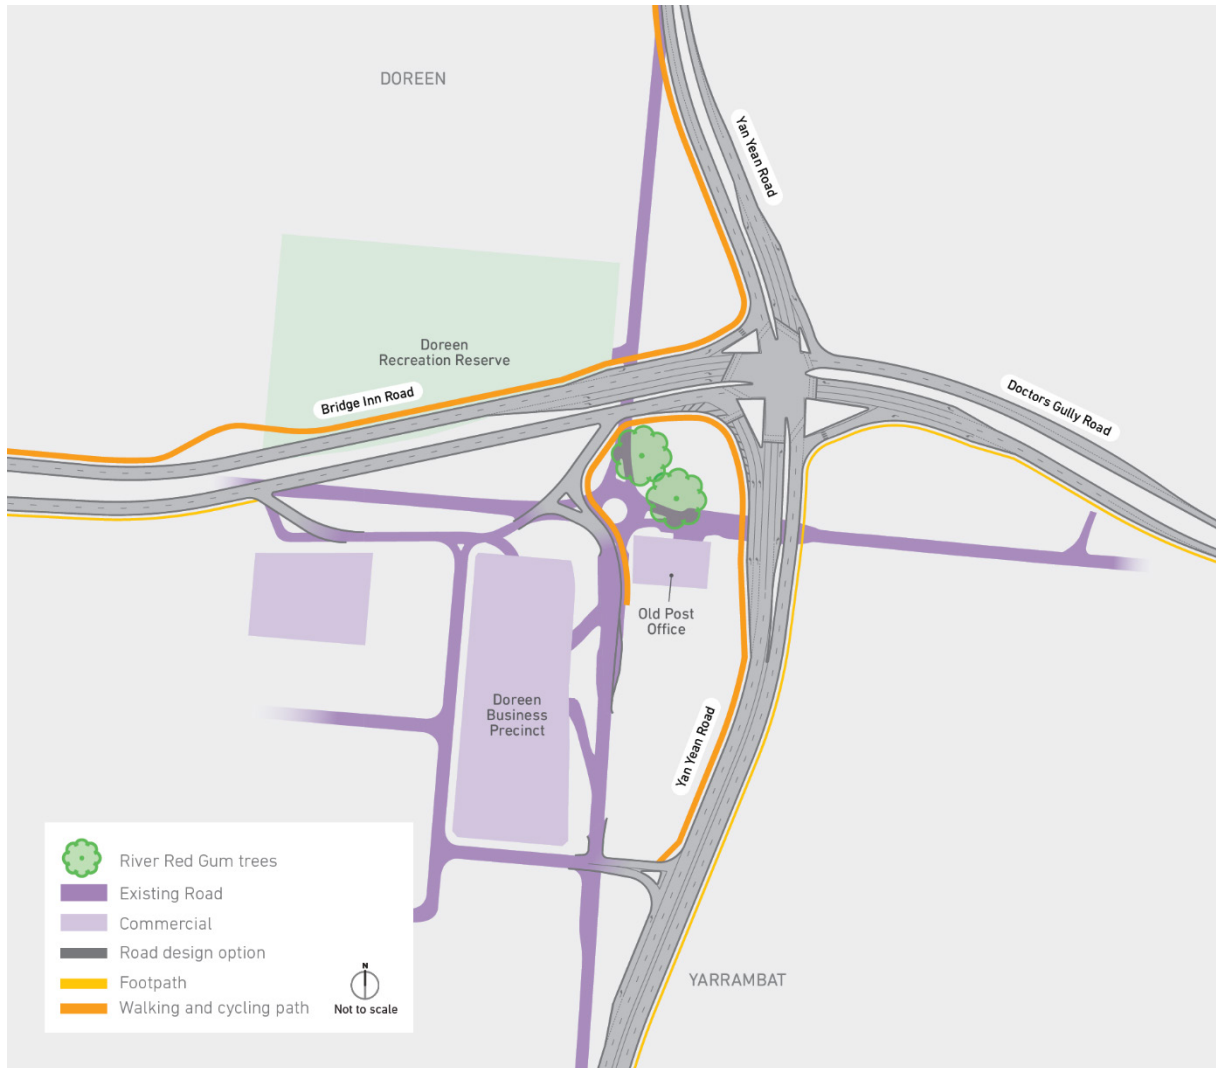 DOREEN
Yan Yean Road
Doreen
Recreation Reserve
Bridge Inn Road
Doctors Gully Road
Old Post
Office
Doreen
Business
Precinct
Yan Yean Road
YARRAMBAT
River Red Gum trees
Existing Road
Commercial
Road design option
Footpath
Walking and cycling path
N
Not to scale